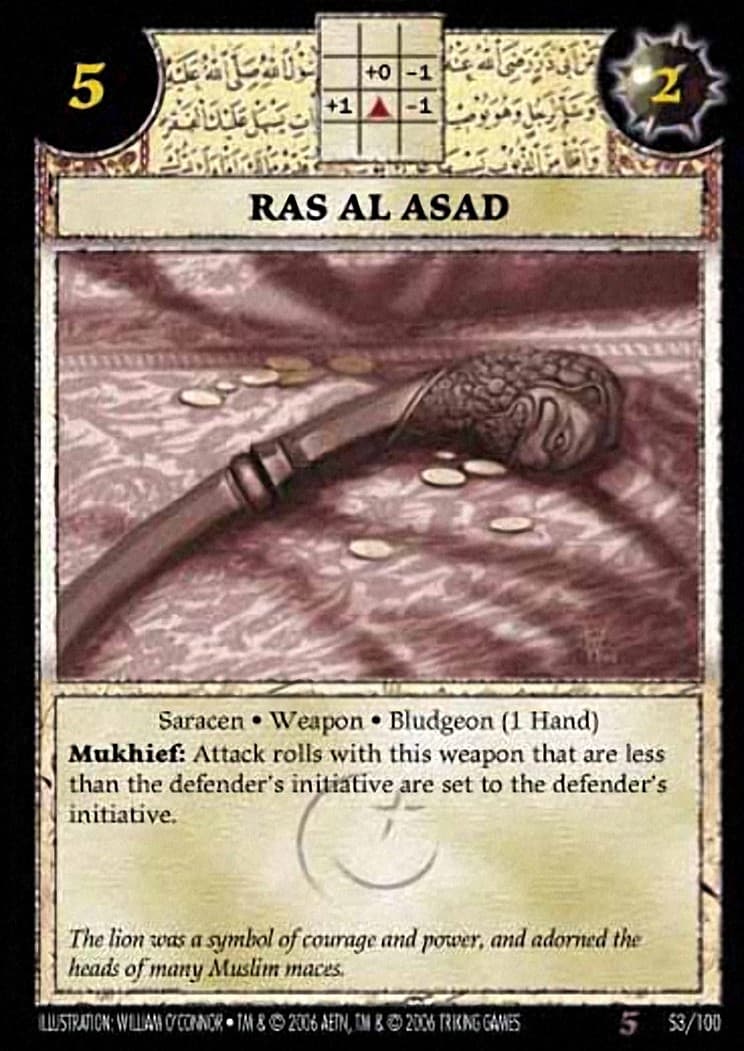 5
+0 -1
+1 -1
2
RAS AL ASAD
Saracen • Weapon • Bludgeon (1 Hand)
Mukhief: Attack rolls with this weapon that are less
than the defender's initiative are set to the defender's
initiative.
The lion was a symbol of courage and power, and adorned the
heads of many Muslim maces.
ILLUSTRATION: WILLIAM O'CONNOR • TM & © 2006 AETN, TM & © 2006 TRIKING GAMES
5 53/100